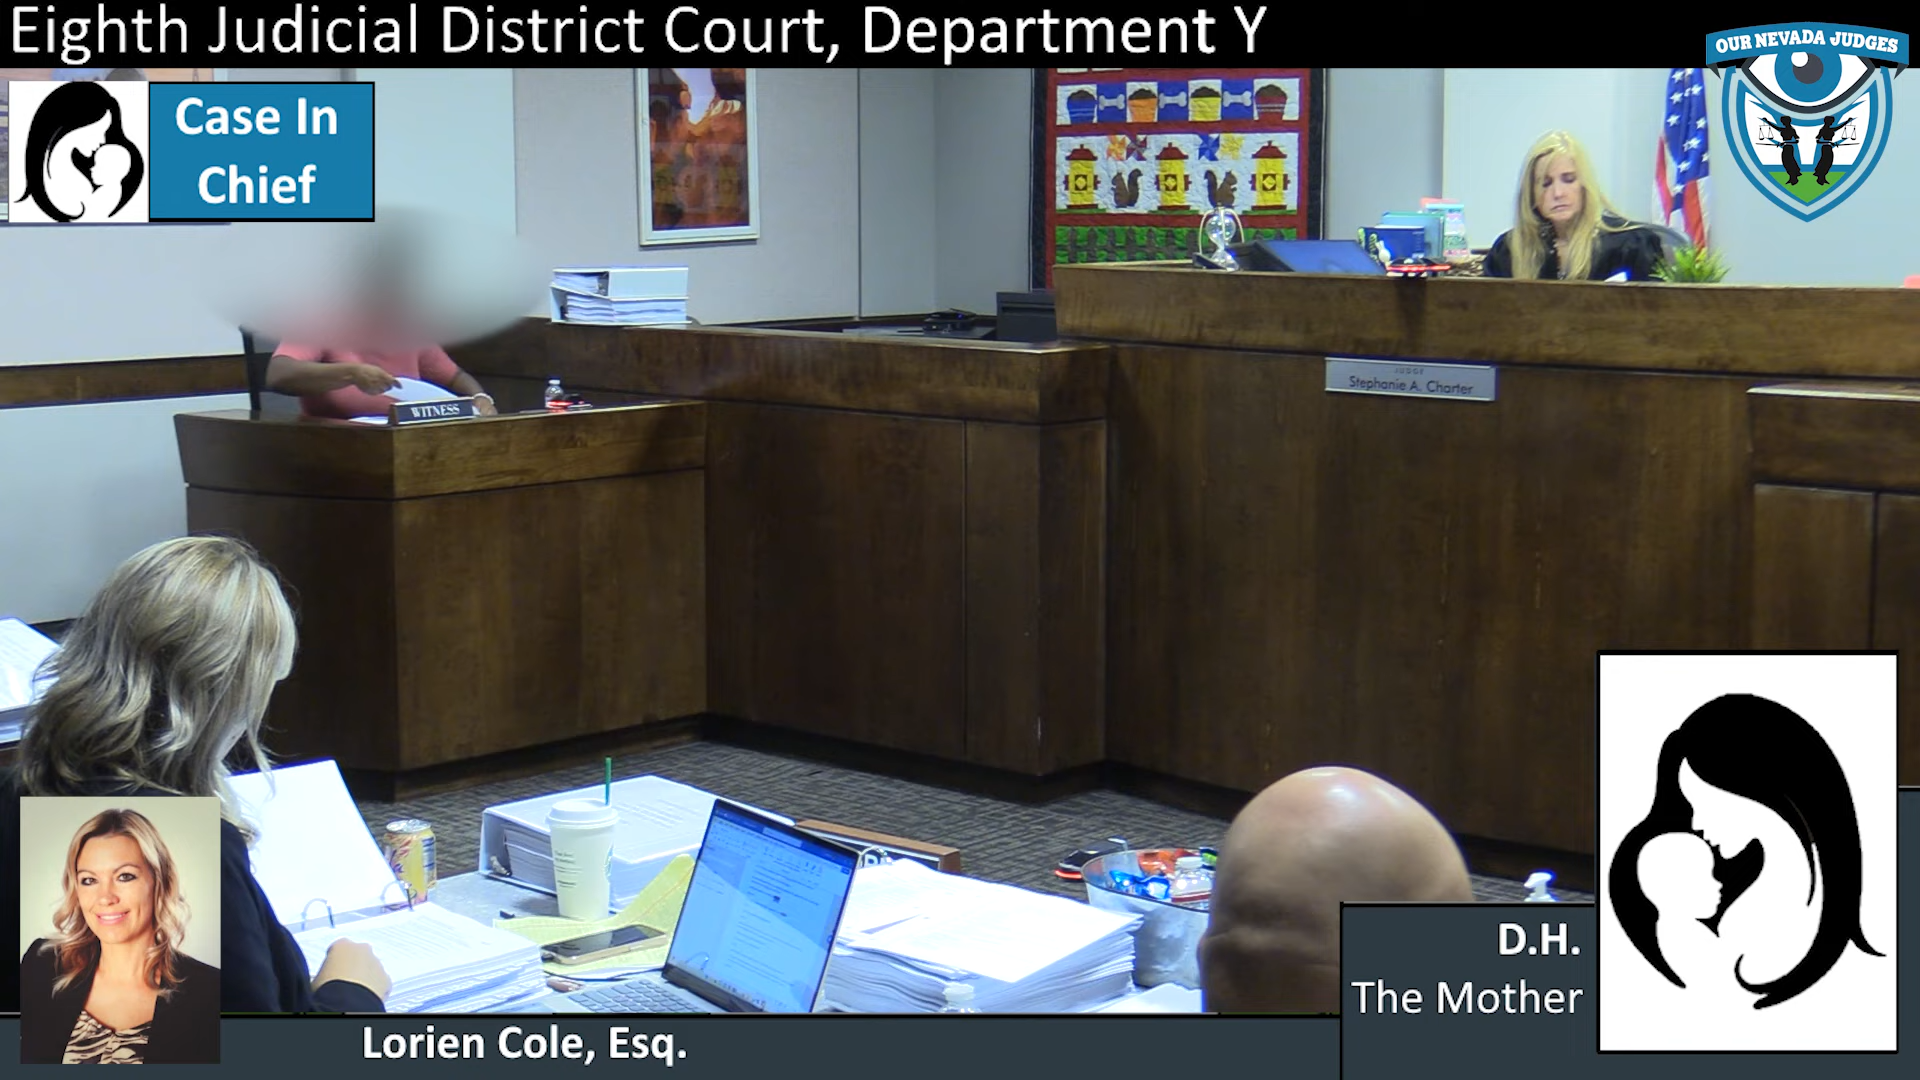 Eighth Judicial District Court, Department Y
OUR NEVADA JUDGES
Case In
Chief
JUDGE
Stephanie A. Charter
WITNESS
D.H.
The Mother
Lorien Cole, Esq.